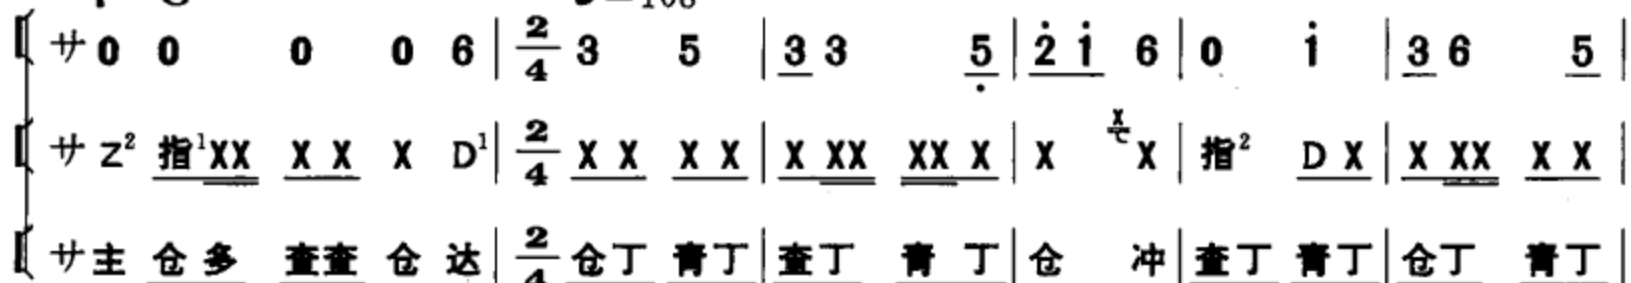 サ 0 0 0 0 6 | 2/4 3 5 | 3 3 5̣ | 2̇ 1̇ 6 | 0 1̇ | 3 6 5 |
サ Z² 指¹XX X X X D¹ | 2/4 X X X X | X XX XX X | X X X | 指² D X | X XX X X |
サ 主 仓 多 查查 仓 达 | 2/4 仓丁 青丁 | 查丁 青 丁 | 仓 冲 | 查丁 青丁 | 仓丁 青丁 |